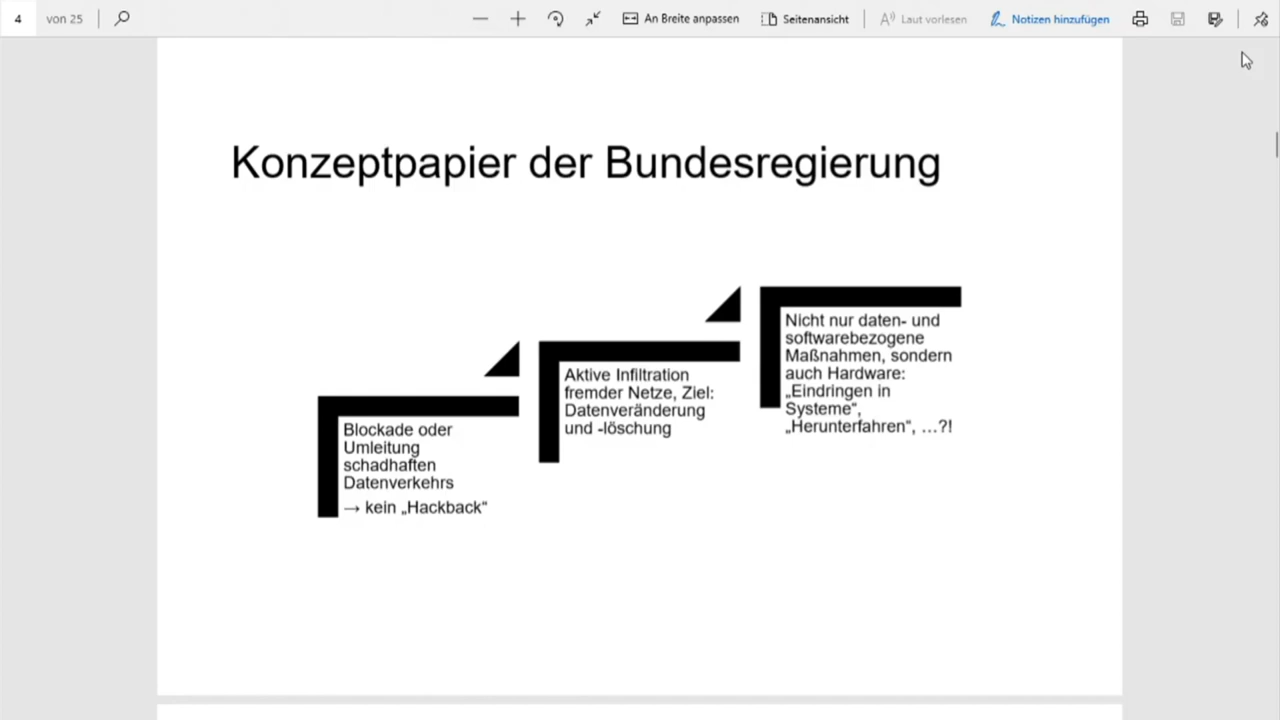 4 von 25 An Breite anpassen Seitenansicht Laut vorlesen Notizen hinzufügen
Konzeptpapier der Bundesregierung
Blockade oder
Umleitung
schadhaften
Datenverkehrs
→ kein „Hackback“
Aktive Infiltration
fremder Netze, Ziel:
Datenveränderung
und -löschung
Nicht nur daten- und
softwarebezogene
Maßnahmen, sondern
auch Hardware:
„Eindringen in
Systeme“,
„Herunterfahren“, …?!